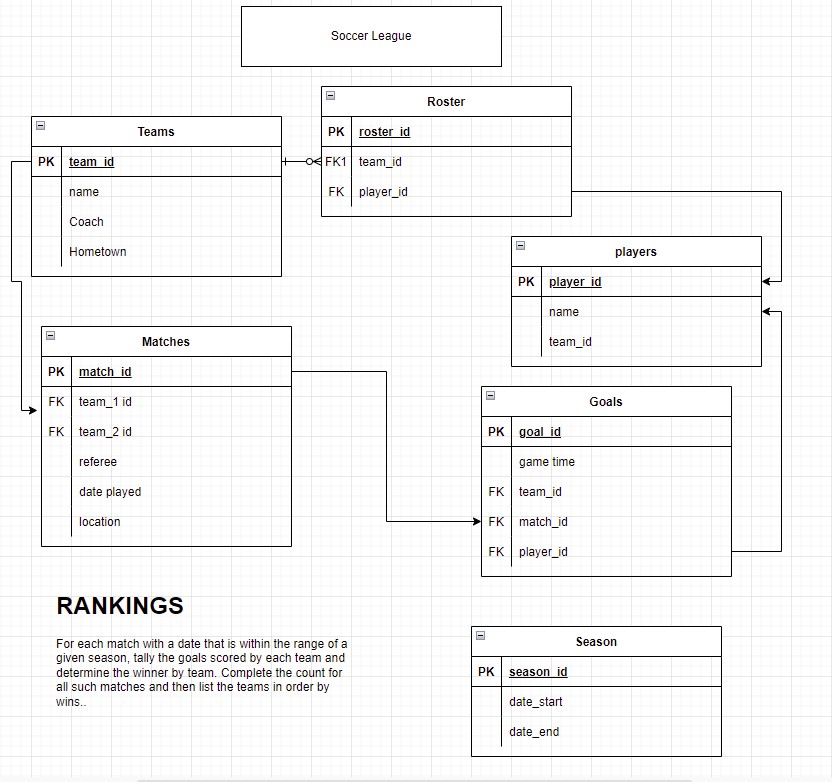 Soccer League
Roster
PK roster_id
FK1 team_id
FK player_id
Teams
PK team_id
name
Coach
Hometown
players
PK player_id
name
team_id
Matches
PK match_id
FK team_1 id
FK team_2 id
referee
date played
location
Goals
PK goal_id
game time
FK team_id
FK match_id
FK player_id
RANKINGS
For each match with a date that is within the range of a
given season, tally the goals scored by each team and
determine the winner by team. Complete the count for
all such matches and then list the teams in order by
wins..
Season
PK season_id
date_start
date_end